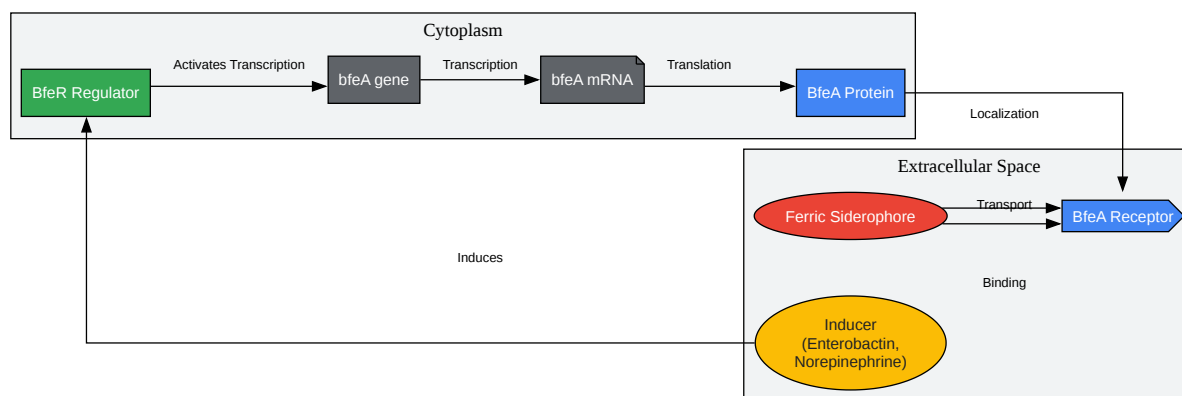 Cytoplasm
BfeR Regulator
Activates Transcription
bfeA gene
Transcription
bfeA mRNA
Translation
BfeA Protein
Localization
Extracellular Space
Ferric Siderophore
Transport
BfeA Receptor
Induces
Binding
Inducer
(Enterobactin,
Norepinephrine)